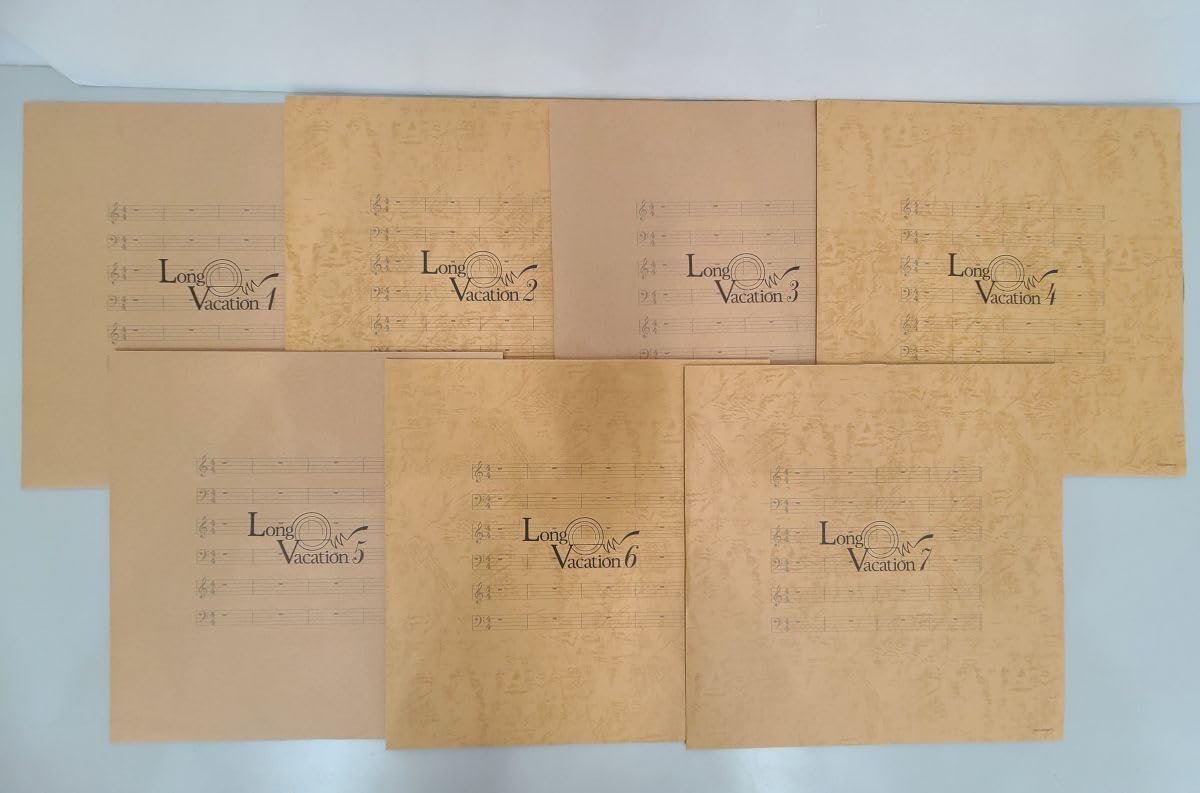 Long
Vacation 1
Long
Vacation 2
Long
Vacation 3
Long
Vacation 4
Long
Vacation 5
Long
Vacation 6
Long
Vacation 7